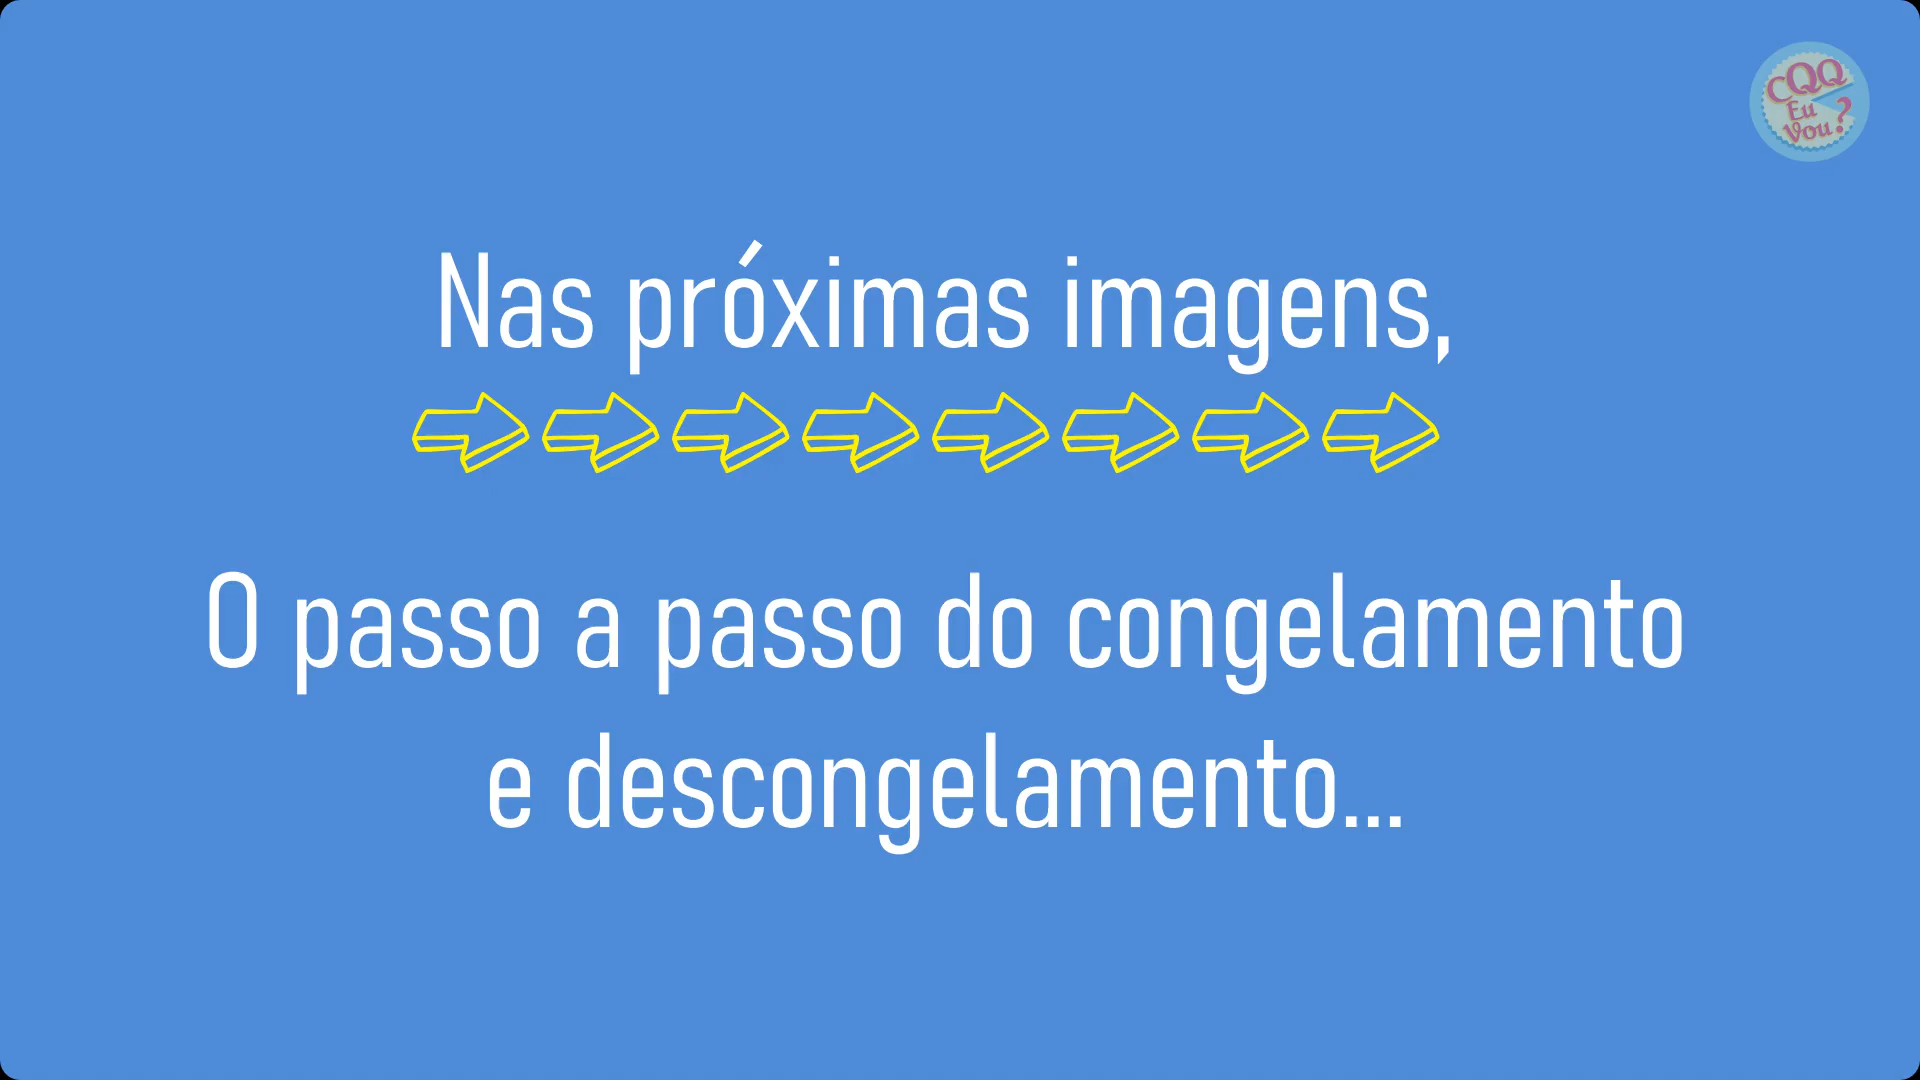 CQQ
Eu
Vou?
Nas próximas imagens,
O passo a passo do congelamento
e descongelamento...